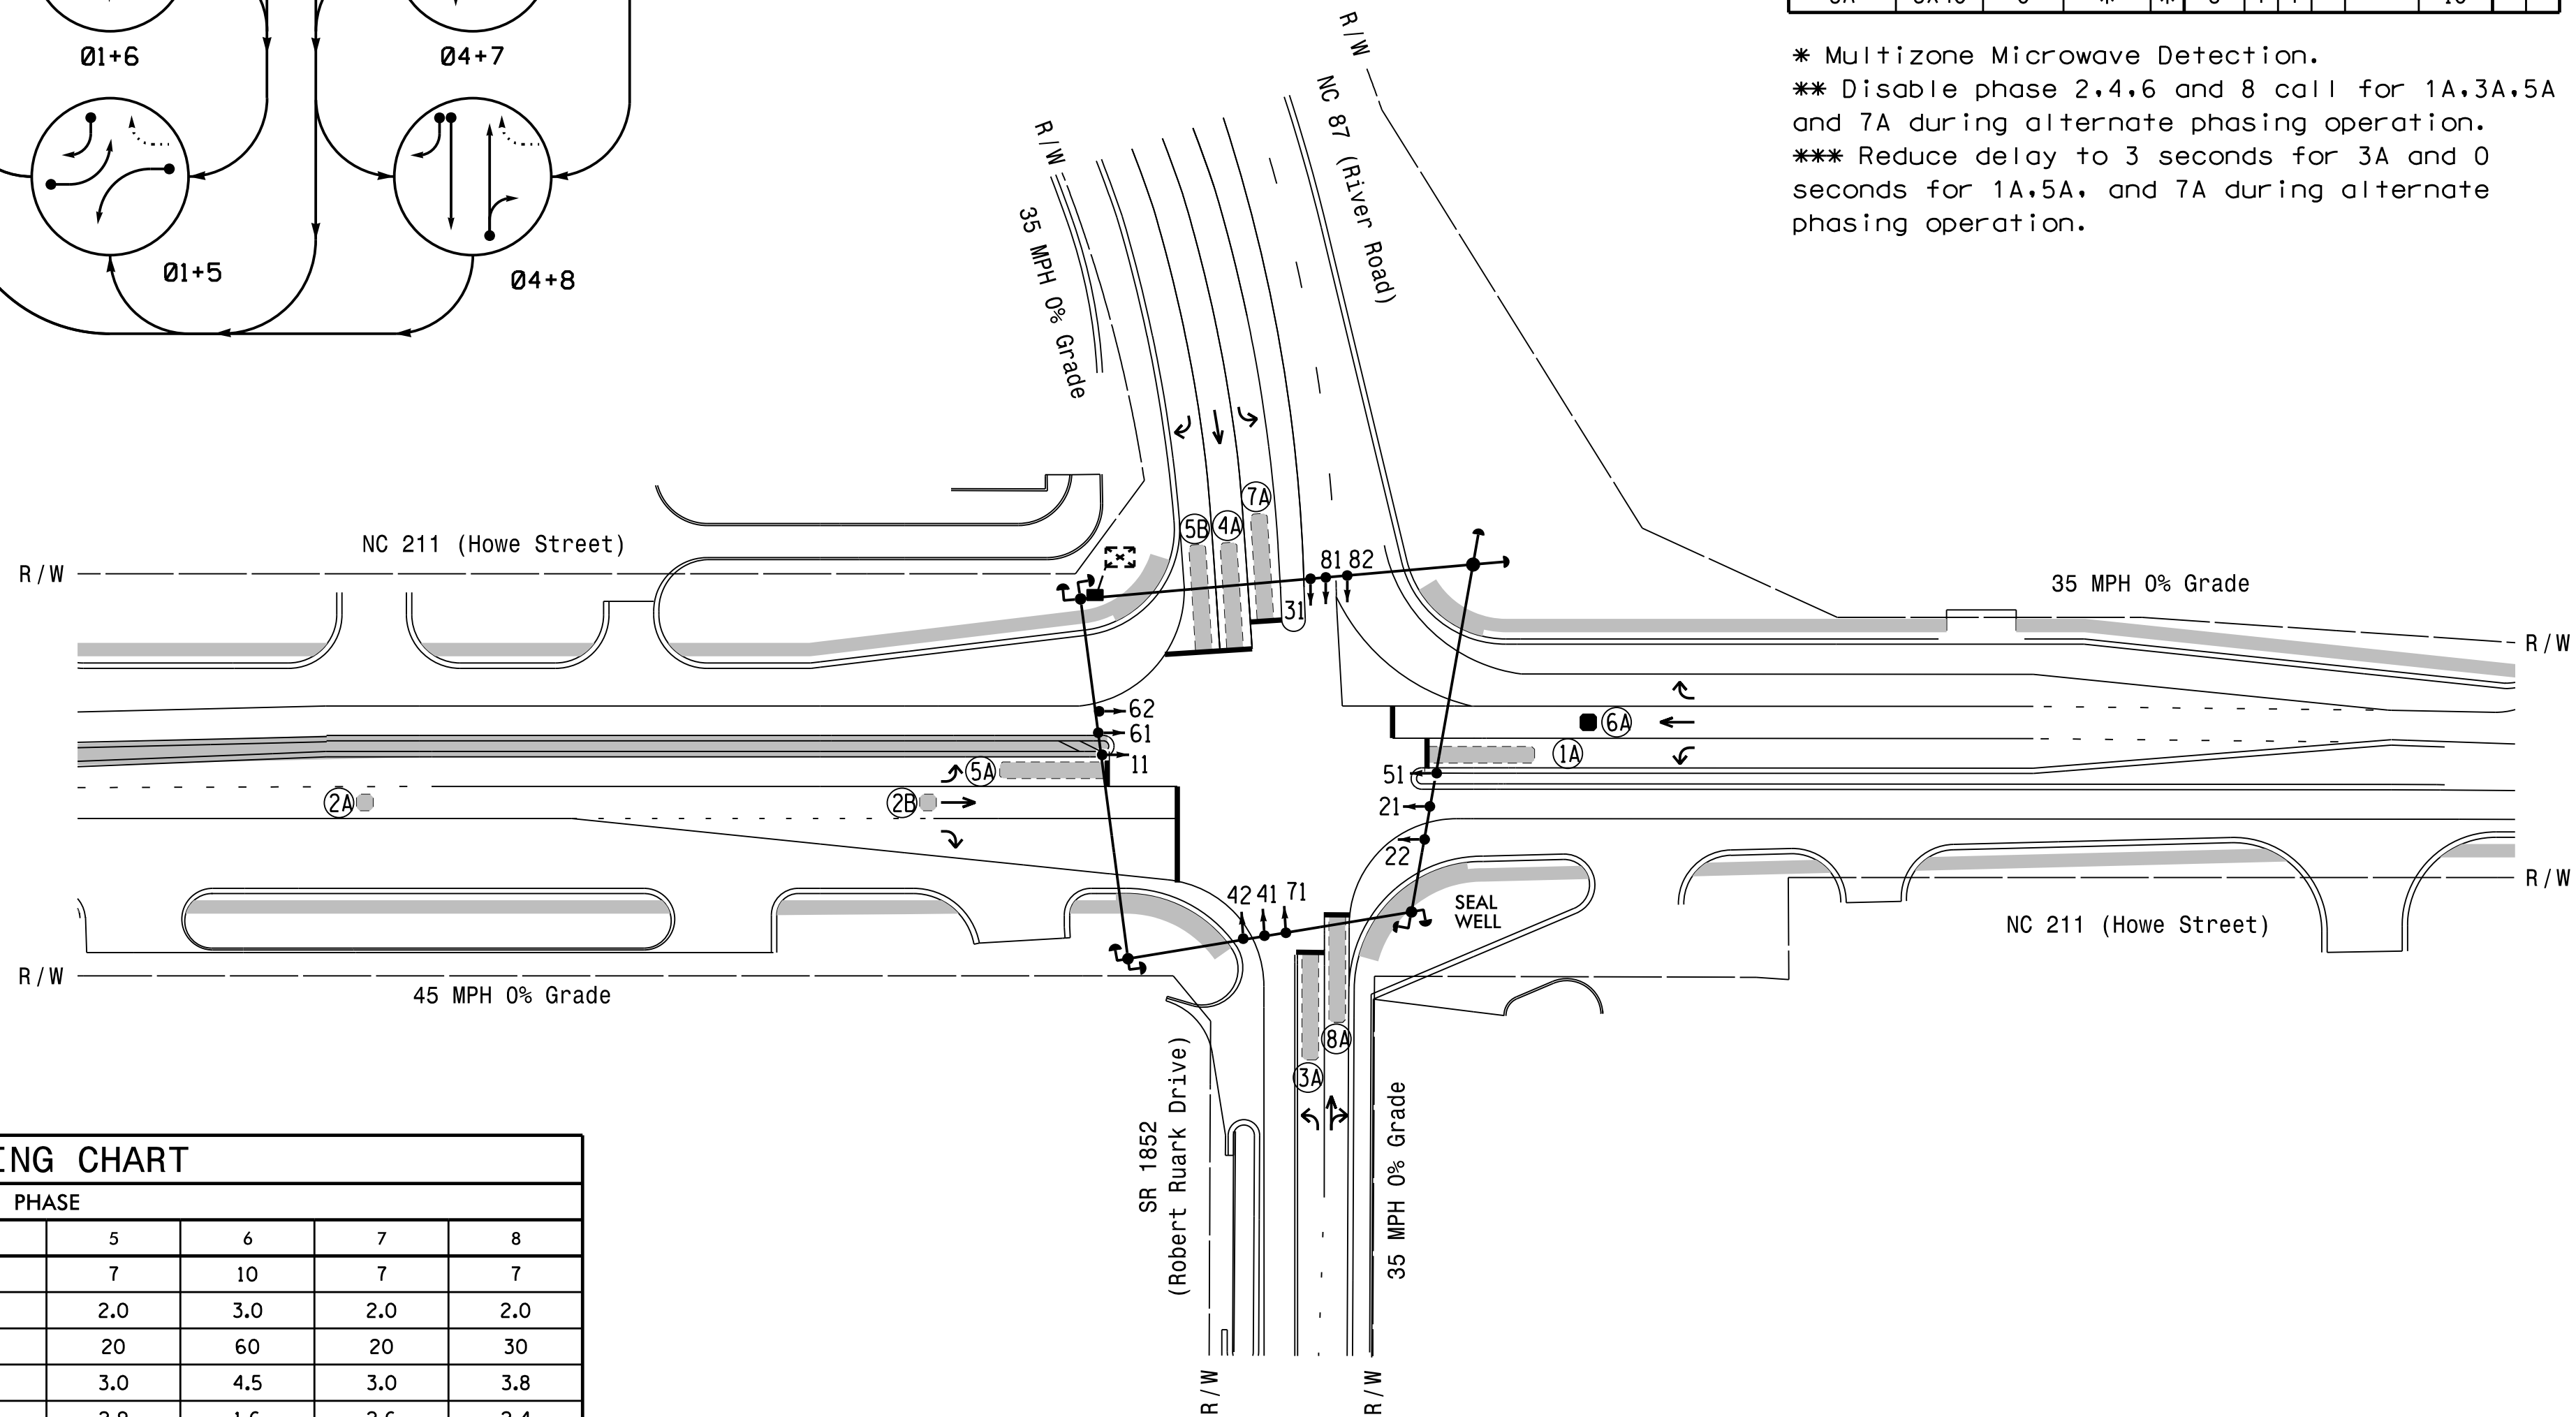 Ø1+6
Ø4+7
Ø1+5
Ø4+8
* Multizone Microwave Detection.
** Disable phase 2,4,6 and 8 call for 1A,3A,5A
and 7A during alternate phasing operation.
*** Reduce delay to 3 seconds for 3A and 0
seconds for 1A,5A, and 7A during alternate
phasing operation.
R/W
NC 87 (River Road)
R/W
35 MPH 0% Grade
7A
5B
4A
NC 211 (Howe Street)
R/W
81 82
31
35 MPH 0% Grade
R/W
62
61
11
6A
1A
5A
51
2A
2B
21
22
42 41 71
SEAL
WELL
R/W
NC 211 (Howe Street)
R/W
45 MPH 0% Grade
8A
3A
SR 1852
(Robert Ruark Drive)
35 MPH 0% Grade
R/W
R/W
NG CHART
PHASE
5 6 7 8
7 10 7 7
2.0 3.0 2.0 2.0
20 60 20 30
3.0 4.5 3.0 3.8